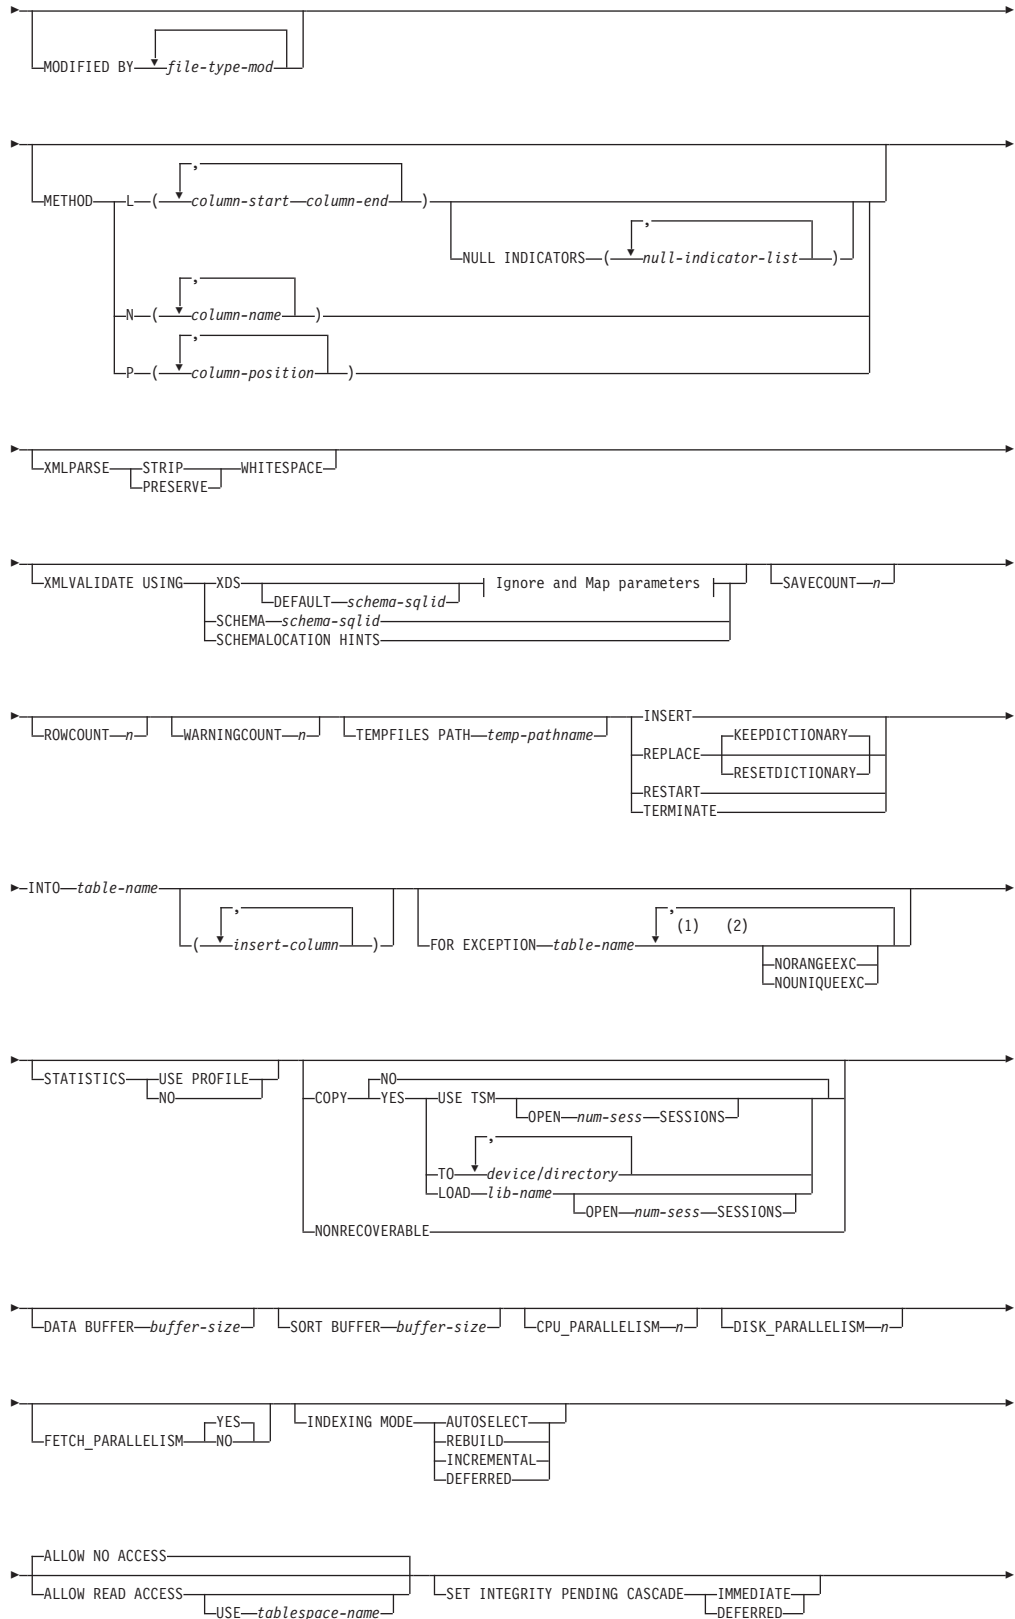 MODIFIED BY file-type-mod
,
METHOD L ( column-start column-end )
,
NULL INDICATORS ( null-indicator-list )
,
N ( column-name )
,
P ( column-position )
XMLPARSE STRIP WHITESPACE
PRESERVE
XMLVALIDATE USING XDS Ignore and Map parameters SAVECOUNT n
DEFAULT schema-sqlid
SCHEMA schema-sqlid
SCHEMALOCATION HINTS
INSERT
ROWCOUNT n WARNINGCOUNT n TEMPFILES PATH temp-pathname KEEPDICTIONARY
REPLACE
RESETDICTIONARY
RESTART
TERMINATE
INTO table-name
, ,
(1) (2)
( insert-column ) FOR EXCEPTION table-name
NORANGEEXC
NOUNIQUEEXC
STATISTICS USE PROFILE NO
NO COPY YES USE TSM
OPEN num-sess SESSIONS
,
TO device/directory
LOAD lib-name
OPEN num-sess SESSIONS
NONRECOVERABLE
DATA BUFFER buffer-size SORT BUFFER buffer-size CPU_PARALLELISM n DISK_PARALLELISM n
YES INDEXING MODE AUTOSELECT
FETCH_PARALLELISM NO REBUILD
INCREMENTAL
DEFERRED
ALLOW NO ACCESS
ALLOW READ ACCESS SET INTEGRITY PENDING CASCADE IMMEDIATE
USE tablespace-name DEFERRED